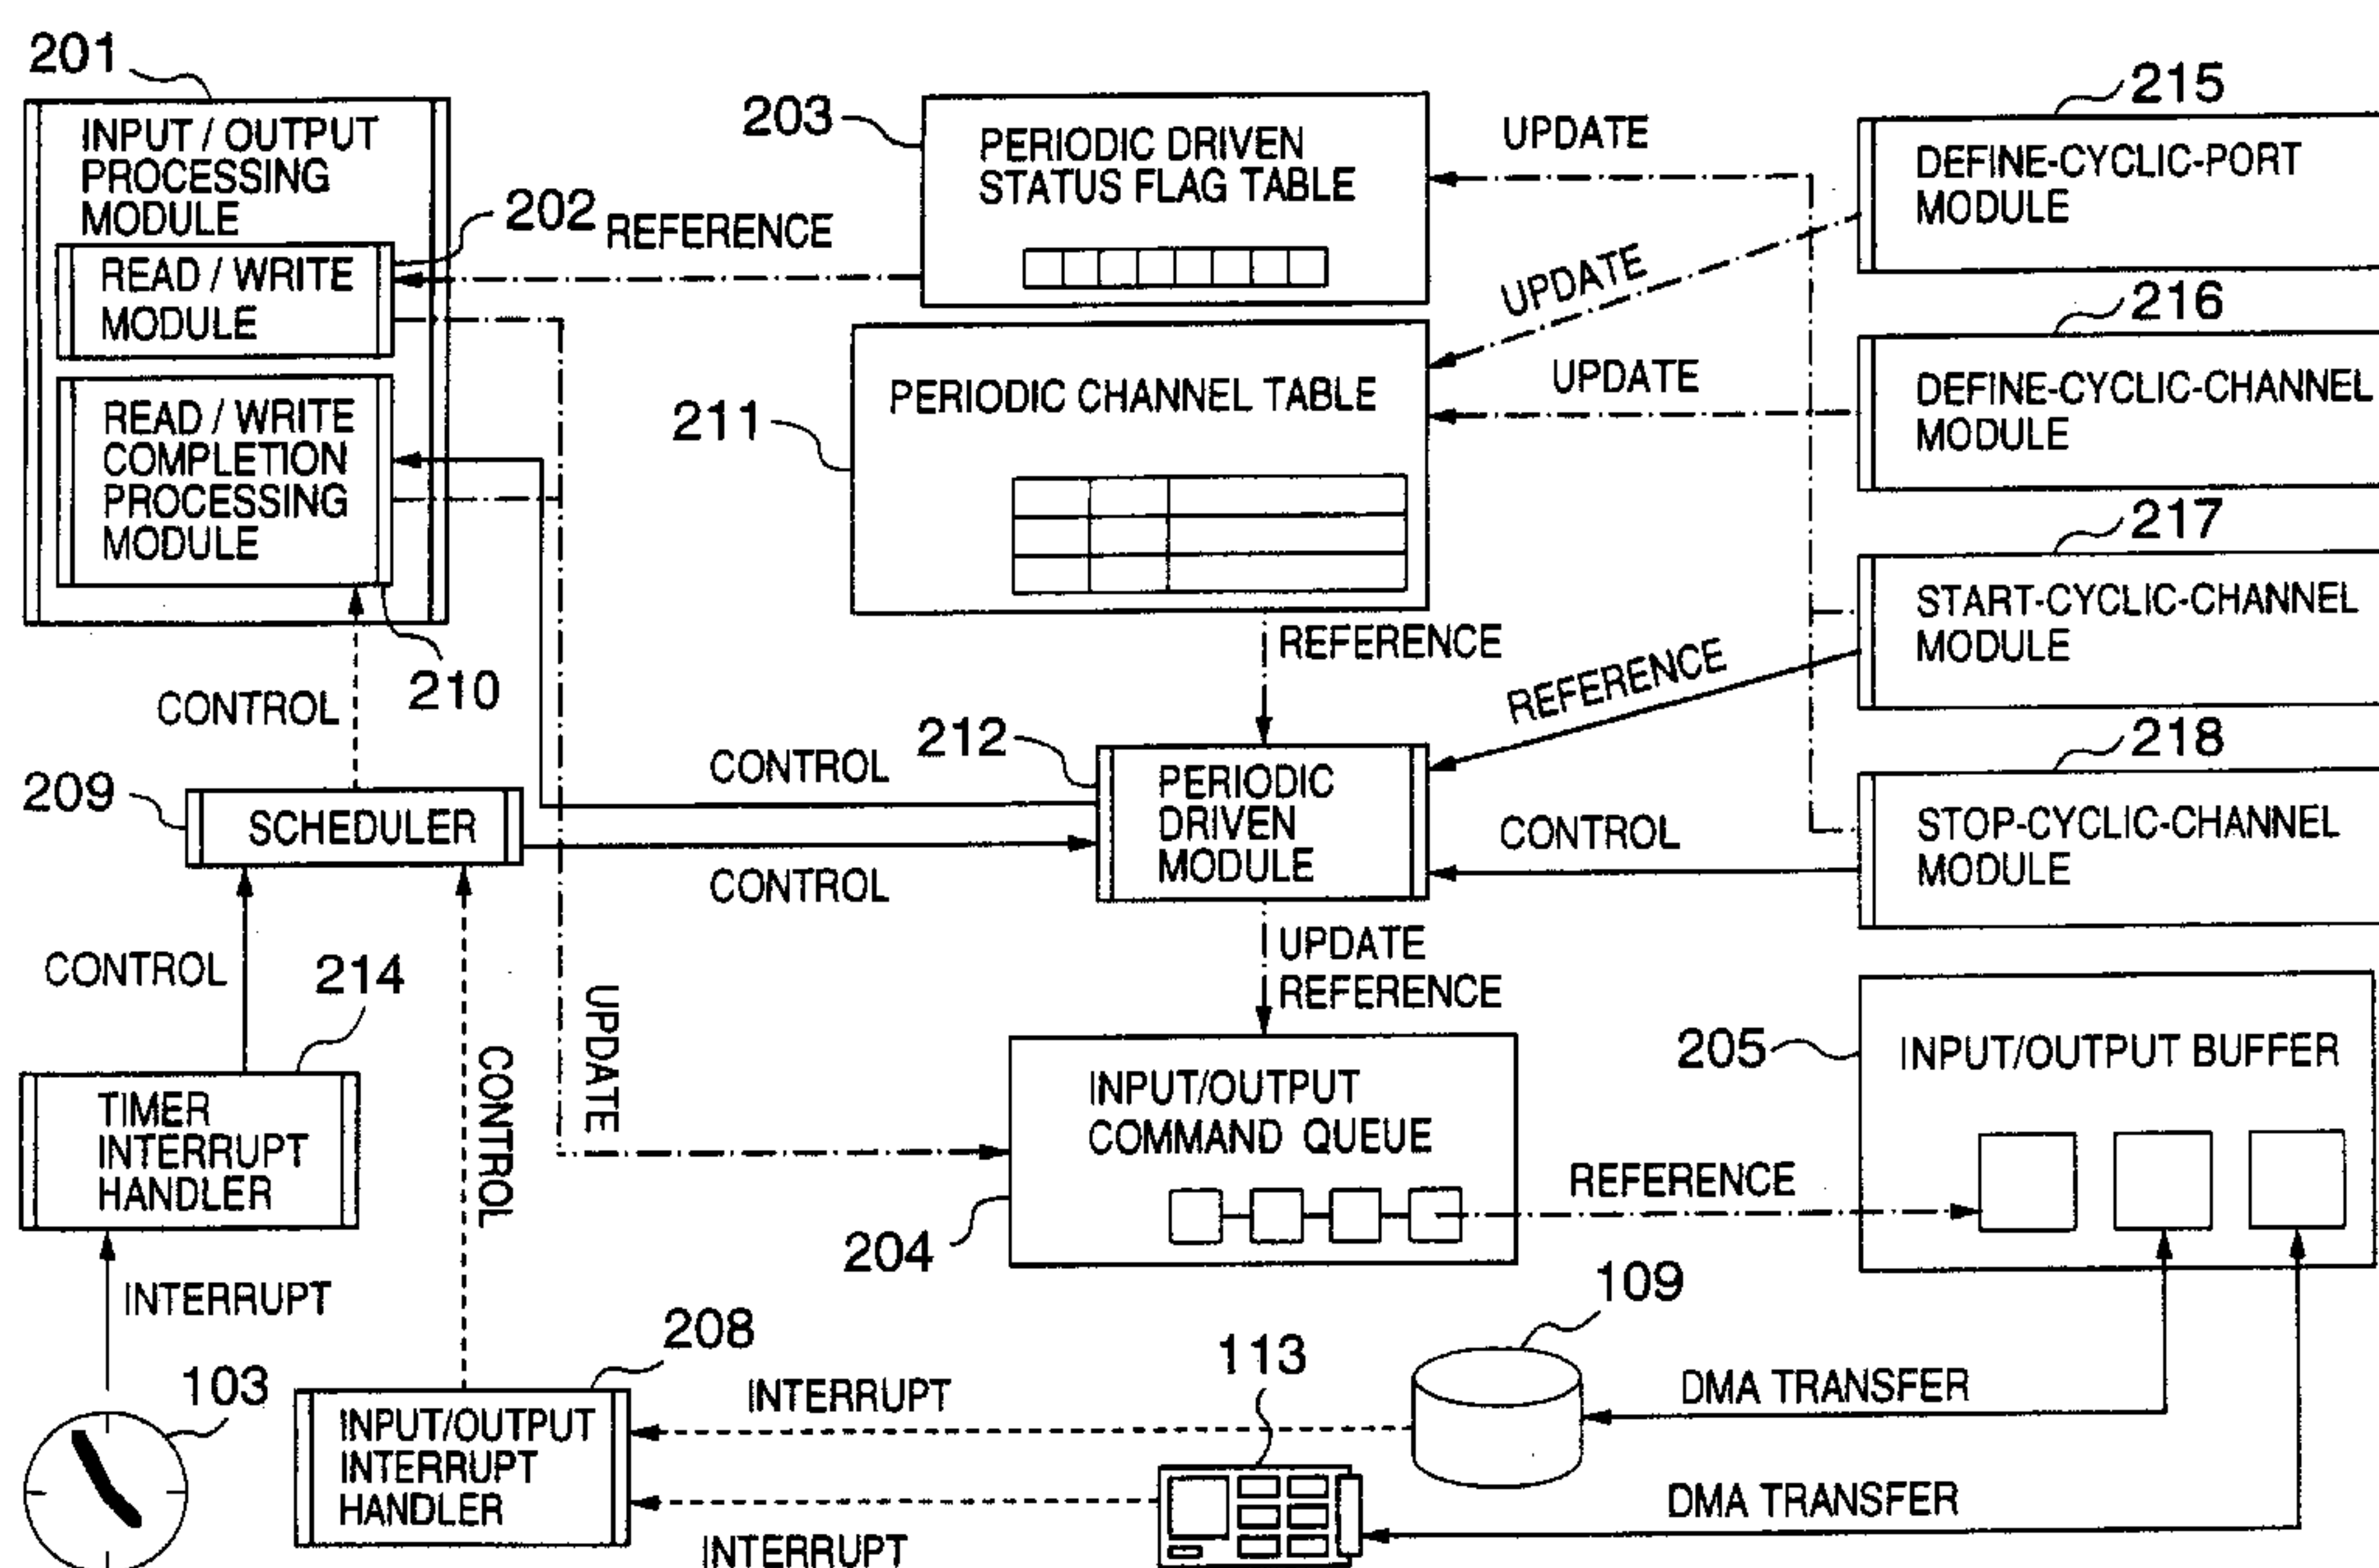 201
INPUT / OUTPUT
PROCESSING
MODULE
202
READ / WRITE
MODULE
READ / WRITE
COMPLETION
PROCESSING
MODULE
210
CONTROL
209
SCHEDULER
CONTROL
214
TIMER
INTERRUPT
HANDLER
INTERRUPT
103
CONTROL
208
INPUT/OUTPUT
INTERRUPT
HANDLER
203
PERIODIC DRIVEN
STATUS FLAG TABLE
REFERENCE
211
PERIODIC CHANNEL TABLE
REFERENCE
212
PERIODIC
DRIVEN
MODULE
CONTROL
CONTROL
UPDATE
REFERENCE
UPDATE
INPUT/OUTPUT
COMMAND QUEUE
204
UPDATE
UPDATE
UPDATE
REFERENCE
CONTROL
215
DEFINE-CYCLIC-PORT
MODULE
216
DEFINE-CYCLIC-CHANNEL
MODULE
217
START-CYCLIC-CHANNEL
MODULE
218
STOP-CYCLIC-CHANNEL
MODULE
205
INPUT/OUTPUT BUFFER
REFERENCE
109
113
INTERRUPT
INTERRUPT
DMA TRANSFER
DMA TRANSFER